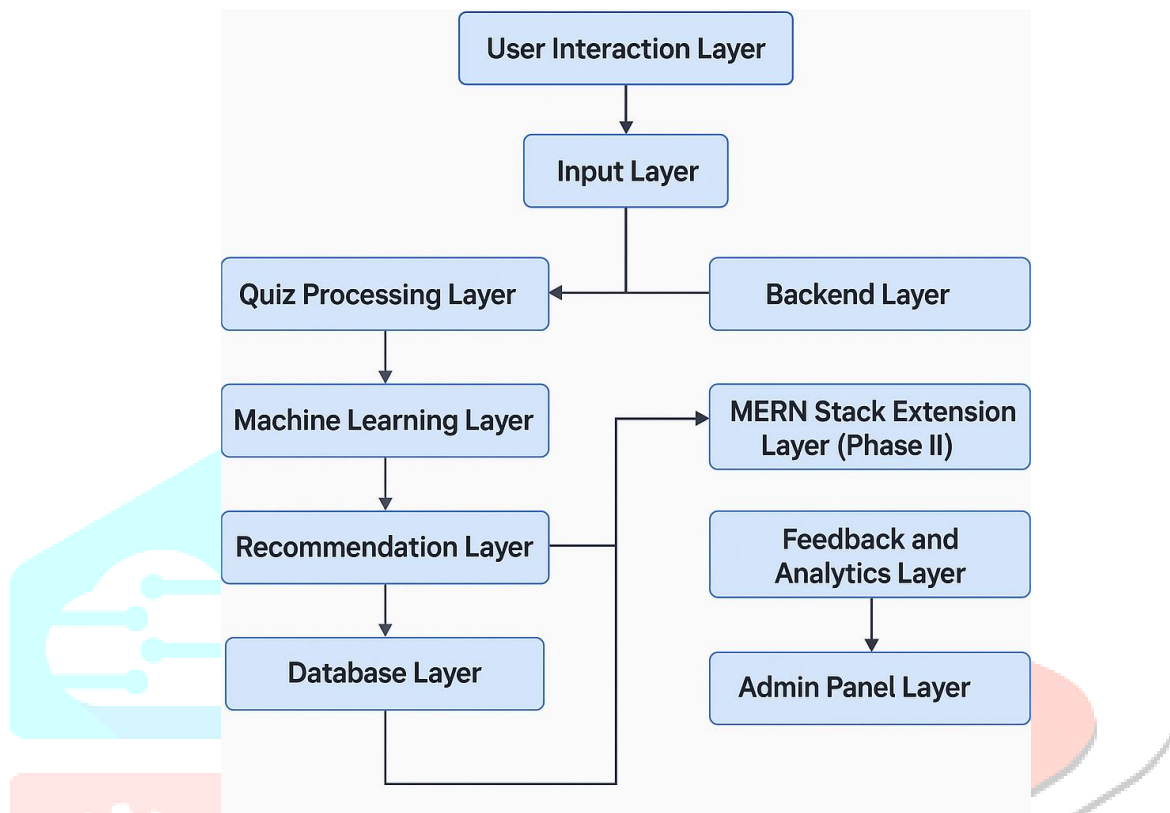 User Interaction Layer
Input Layer
Quiz Processing Layer
Backend Layer
Machine Learning Layer
MERN Stack Extension
Layer (Phase II)
Recommendation Layer
Feedback and
Analytics Layer
Database Layer
Admin Panel Layer